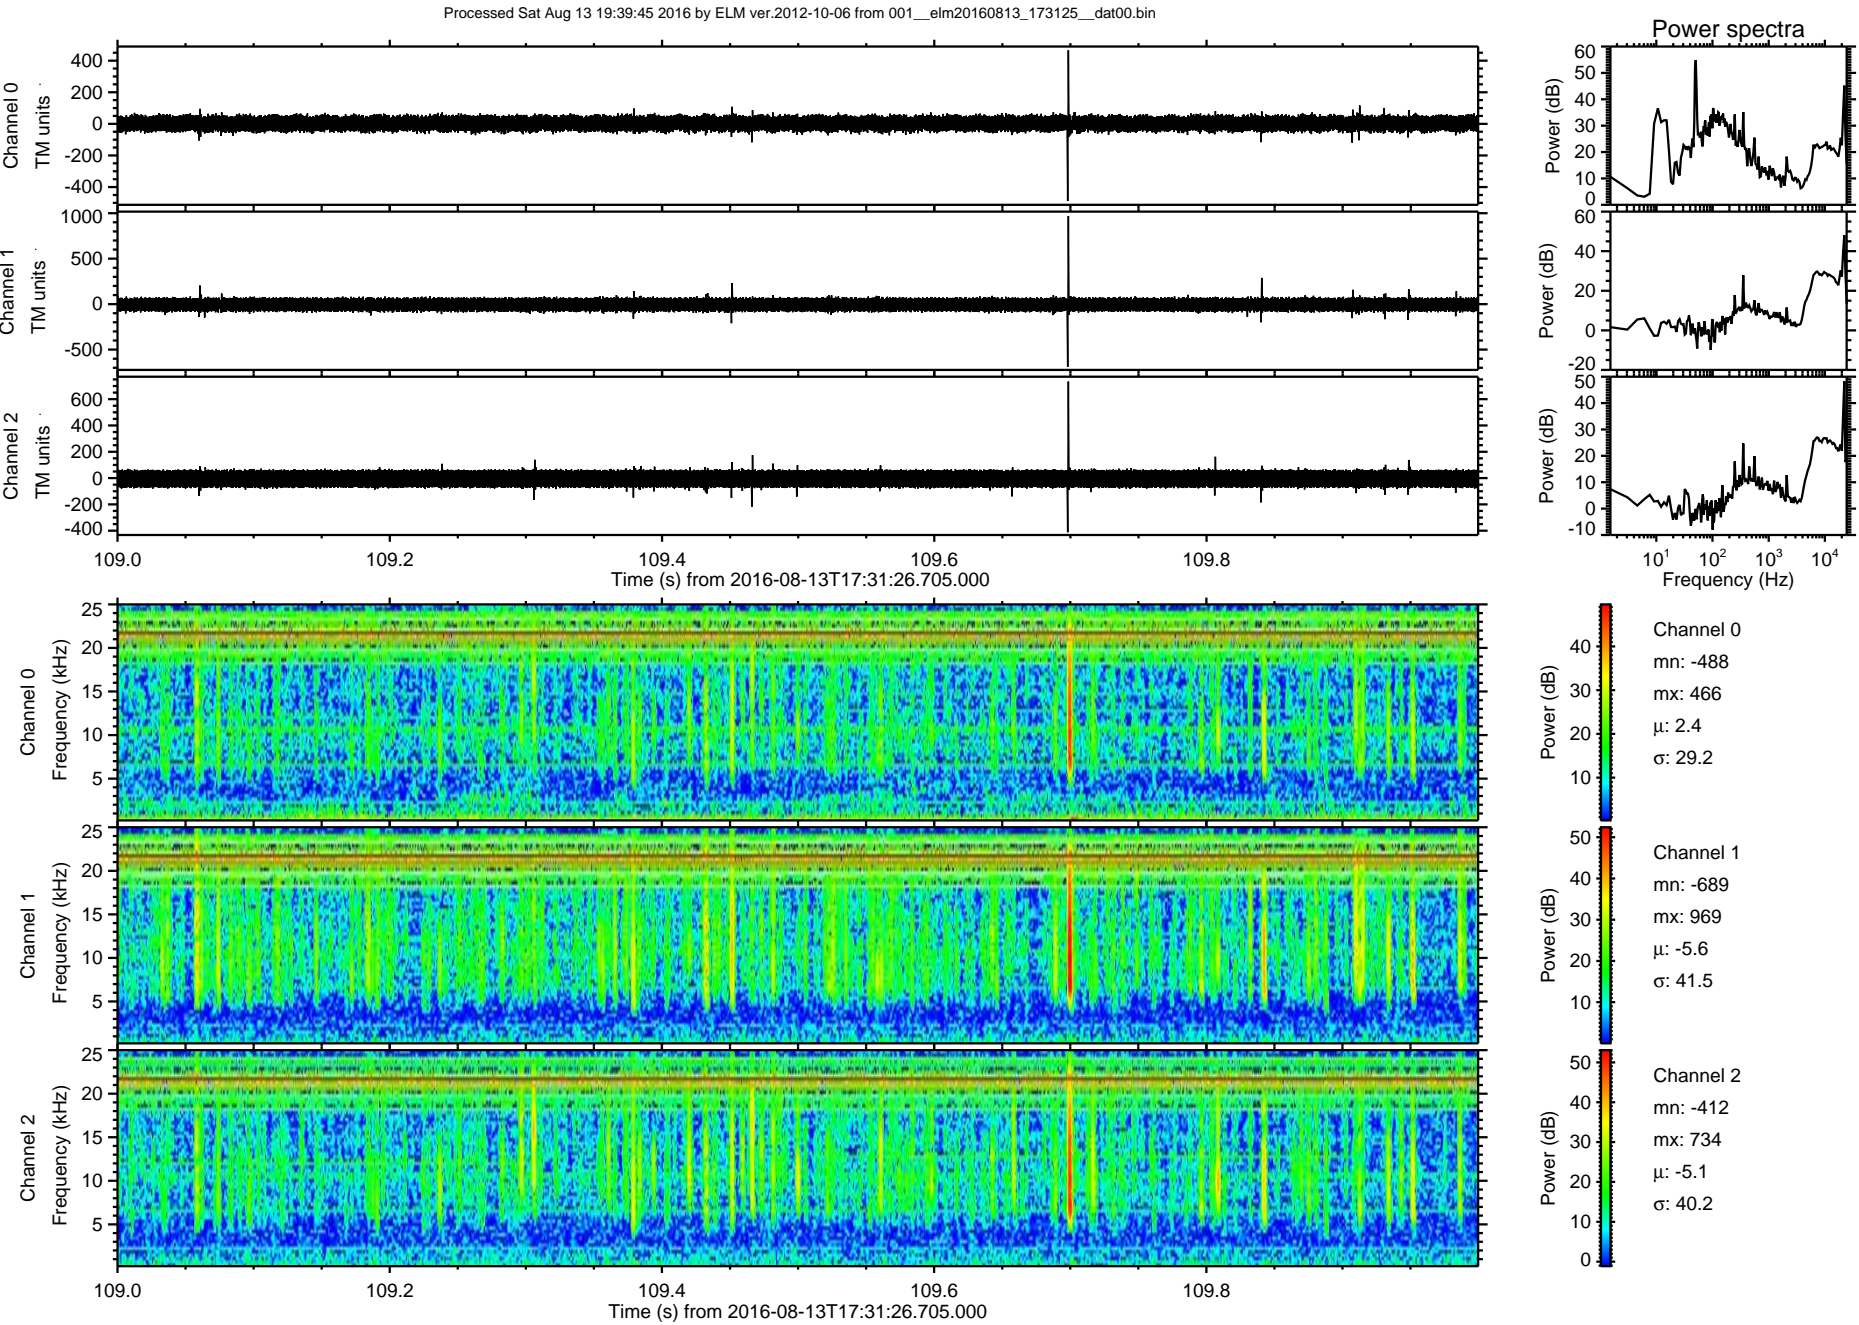 Processed Sat Aug 13 19:39:45 2016 by ELM ver.2012-10-06 from 001__elm20160813_173125__dat00.bin
Power spectra
Channel 0
TM units
400
200
0
-200
-400
Power (dB)
60
50
40
30
20
10
0
Channel 1
TM units
1000
500
0
-500
Power (dB)
60
40
20
0
-20
Channel 2
TM units
600
400
200
0
-200
-400
Power (dB)
50
40
30
20
10
0
-10
109.0 109.2 109.4 109.6 109.8
Time (s) from 2016-08-13T17:31:26.705.000
10^1 10^2 10^3 10^4
Frequency (Hz)
Channel 0
Frequency (kHz)
25
20
15
10
5
Power (dB)
40
30
20
10
Channel 0
mn: -488
mx: 466
μ: 2.4
σ: 29.2
Channel 1
Frequency (kHz)
25
20
15
10
5
Power (dB)
50
40
30
20
10
Channel 1
mn: -689
mx: 969
μ: -5.6
σ: 41.5
Channel 2
Frequency (kHz)
25
20
15
10
5
Power (dB)
50
40
30
20
10
0
Channel 2
mn: -412
mx: 734
μ: -5.1
σ: 40.2
109.0 109.2 109.4 109.6 109.8
Time (s) from 2016-08-13T17:31:26.705.000